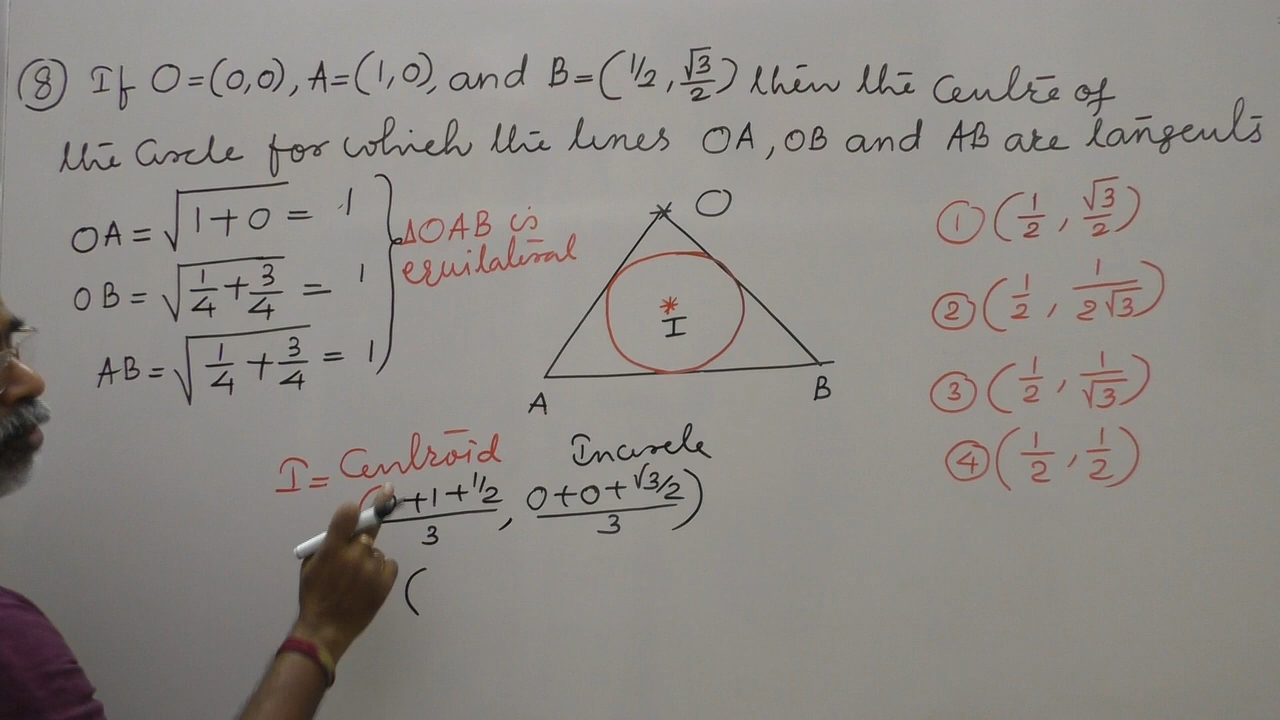 ⑧ If O=(0,0), A=(1,0), and B=(1/2, √3/2) then the Centre of
the Circle for which the lines OA, OB and AB are tangents
OA = √1+0 = 1
OB = √1/4+3/4 = 1
AB = √1/4+3/4 = 1
ΔOAB is
equilateral
O
I
A
B
① (1/2, √3/2)
② (1/2, 1/2√3)
③ (1/2, 1/√3)
④ (1/2, 1/2)
I = Centroid
Incircle
(0+1+1/2 / 3, 0+0+√3/2 / 3)
(